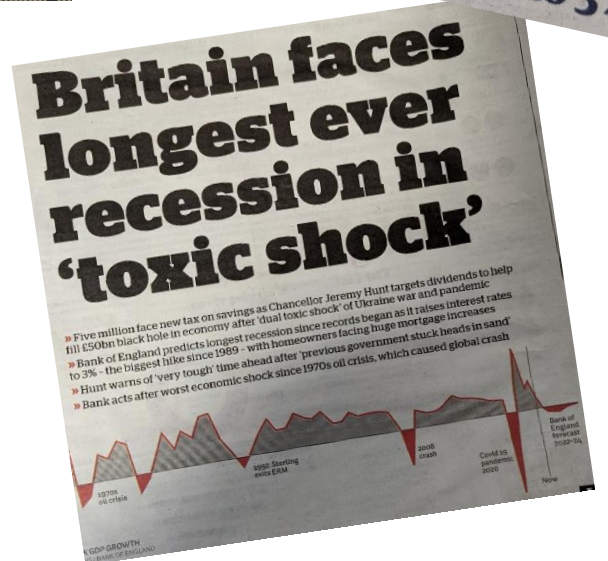 Britain faces
longest ever
recession in
‘toxic shock’
» Five million face new tax on savings as Chancellor Jeremy Hunt targets dividends to help
fill £50bn black hole in economy after ‘dual toxic shock’ of Ukraine war and pandemic
» Bank of England predicts longest recession since records began as it raises interest rates
to 3% – the biggest hike since 1989 – with homeowners facing huge mortgage increases
» Hunt warns of ‘very tough’ time ahead after ‘previous government stuck heads in sand’
» Bank acts after worst economic shock since 1970s oil crisis, which caused global crash
1970s
oil crisis
1992 Sterling
exits ERM
2008
crash
Covid 19
pandemic
2020
Bank of
England
forecast
2022-24
Now
GDP GROWTH
BANK OF ENGLAND